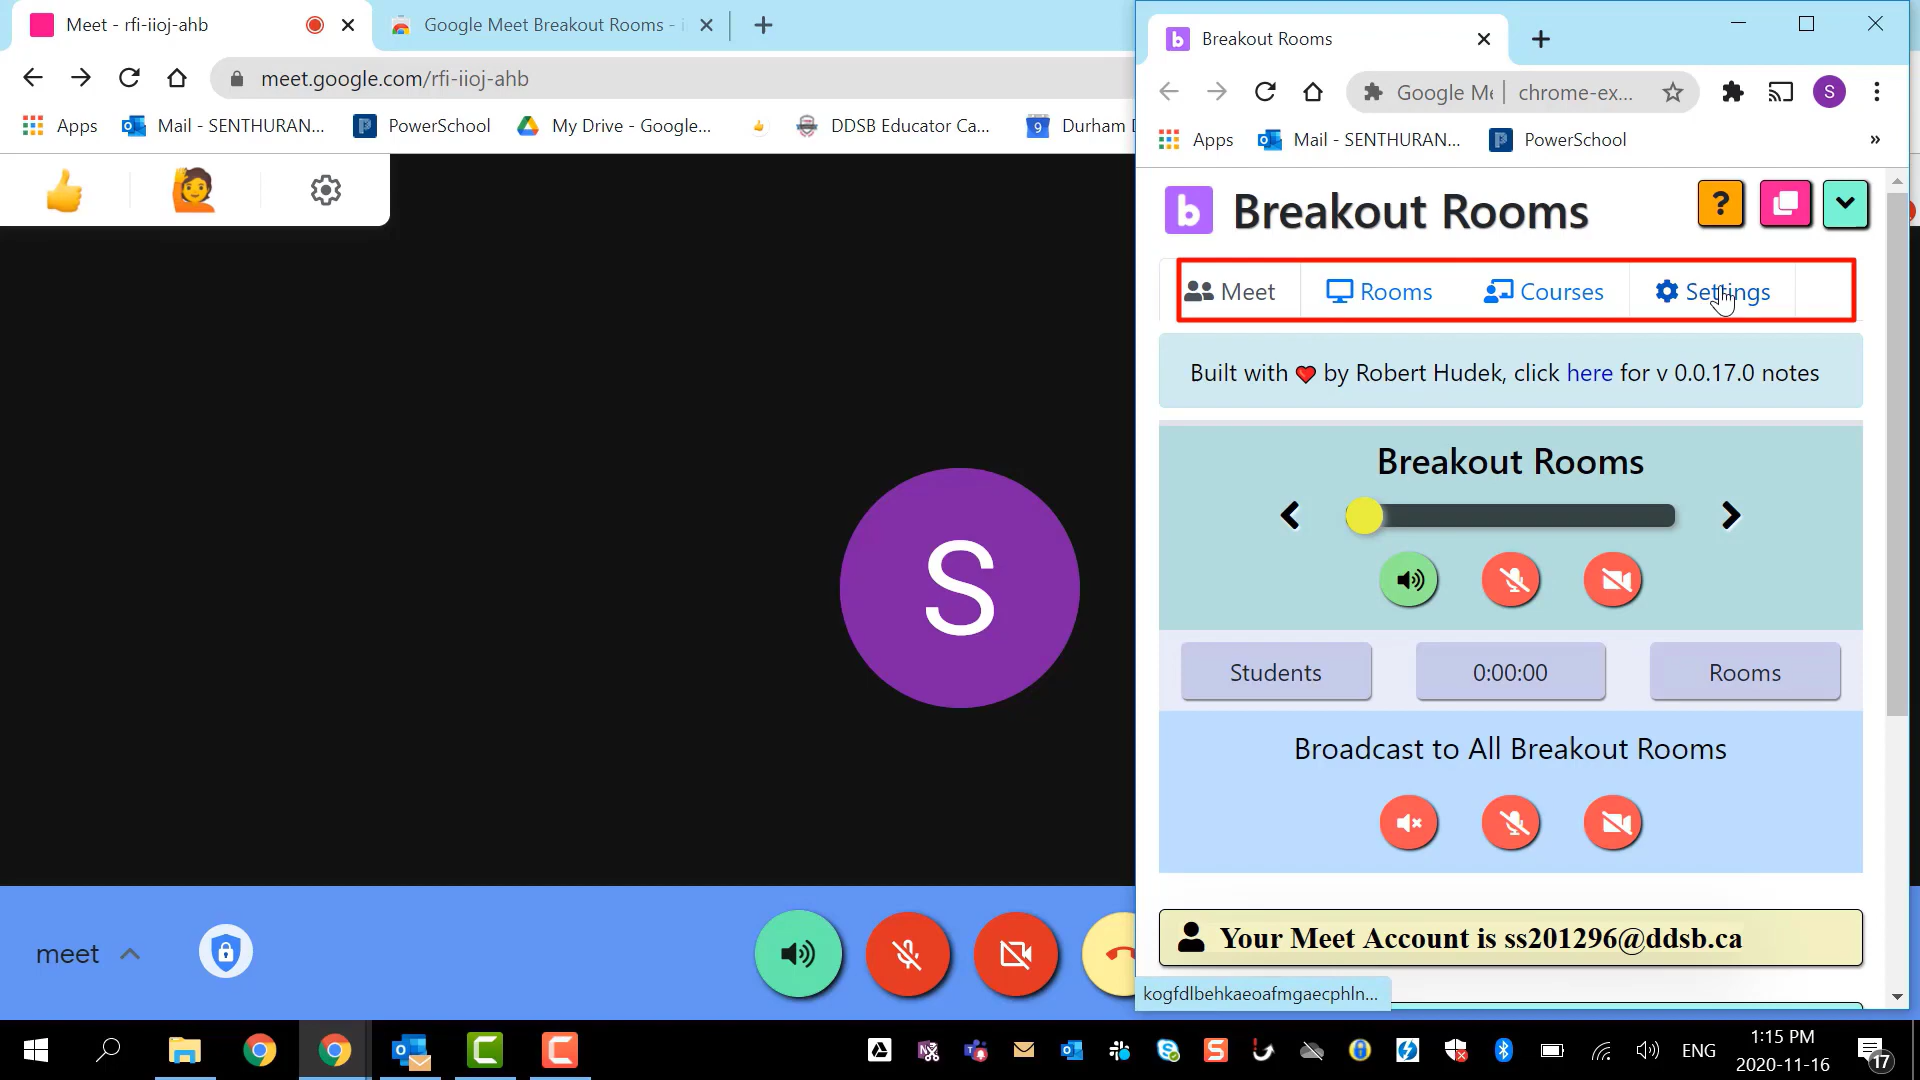 Meet - rfi-iioj-ahb
Google Meet Breakout Rooms -
meet.google.com/rfi-iioj-ahb
Apps
Mail - SENTHURAN...
PowerSchool
My Drive - Google...
DDSB Educator Ca...
9
Durham
S
meet
Breakout Rooms
Google Me
chrome-ex...
S
Apps
Mail - SENTHURAN...
PowerSchool
»
b Breakout Rooms
?
Meet
Rooms
Courses
Settings
Built with ❤ by Robert Hudek, click here for v 0.0.17.0 notes
Breakout Rooms
Students
0:00:00
Rooms
Broadcast to All Breakout Rooms
Your Meet Account is ss201296@ddsb.ca
kogfdlbehkaeoafmgaecphln...
ENG
1:15 PM
2020-11-16
17